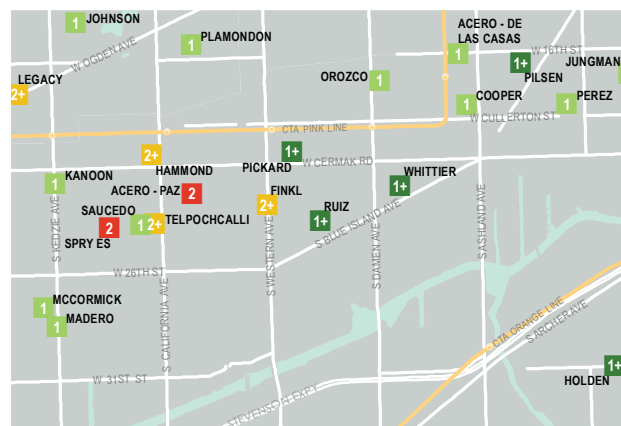 JOHNSON
1
W OGDEN AVE
PLAMONDON
1
ACERO - DE
LAS CASAS
1
W 16TH ST
1+
PILSEN
JUNGMAN
1
LEGACY
2+
OROZCO
1
COOPER
1
PEREZ
1
W CULLERTON ST
CTA PINK LINE
2+
HAMMOND
PICKARD
1+
W CERMAK RD
KANOON
1
ACERO - PAZ
2
FINKL
2+
WHITTIER
1+
SAUCEDO
1
2+
TELPOCHCALLI
2
SPRY ES
RUIZ
1+
S BLUE ISLAND AVE
S KEDZIE AVE
S CALIFORNIA AVE
S WESTERN AVE
S DAMEN AVE
S ASHLAND AVE
W 26TH ST
MCCORMICK
1
MADERO
1
CTA ORANGE LINE
S ARCHER AVE
W 31ST ST
STEVENSON EXPY
1+
HOLDEN